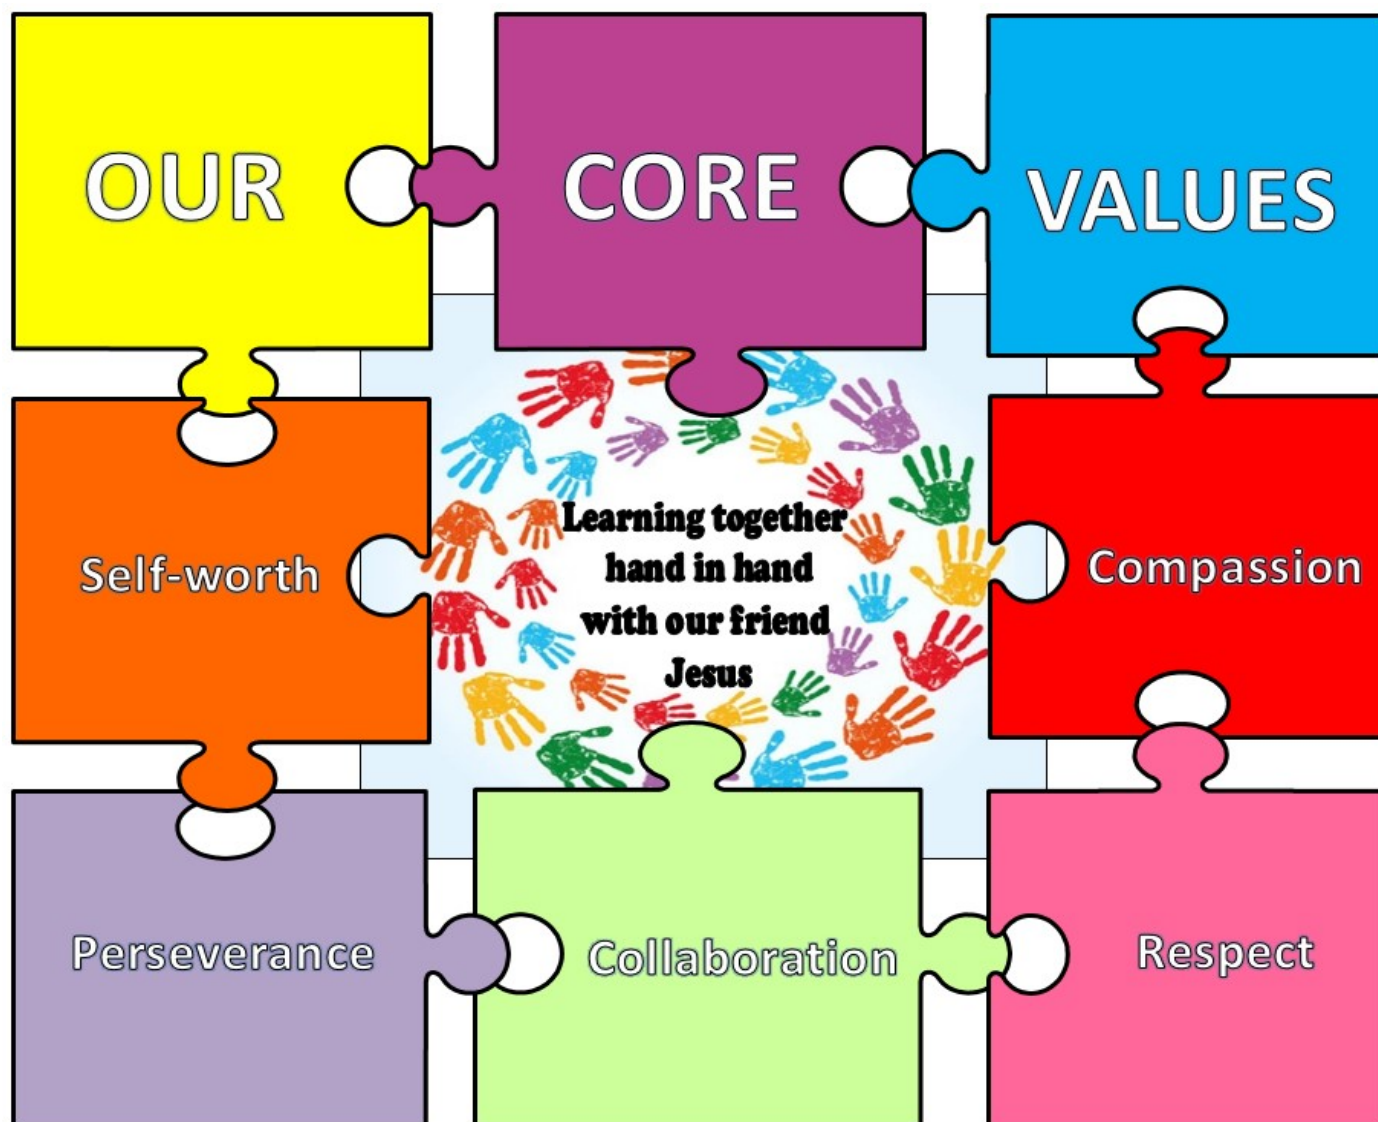 OUR
CORE
VALUES
Self-worth
Learning together
hand in hand
with our friend
Jesus
Compassion
Perseverance
Collaboration
Respect